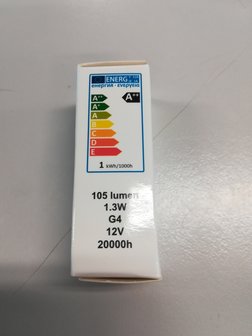 ENERG
енергия · ενεργεια
A++
A++
A+
A
B
C
D
E
1 kWh/1000h
105 lumen
1.3W
G4
12V
20000h